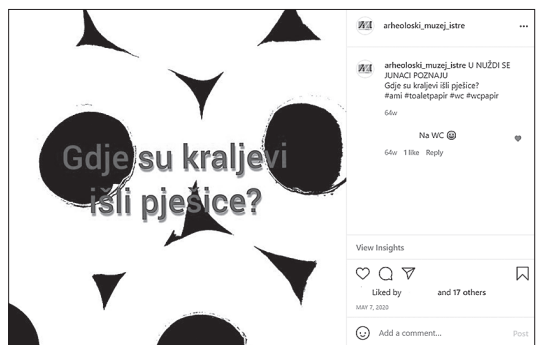 Gdje su kraljevi
išli pješice?
arheoloski_muzej_istre
arheoloski_muzej_istre U NUŽDI SE
JUNACI POZNAJU
Gdje su kraljevi išli pješice?
#ami #toaletpapir #wc #wcpapir
64w
Na WC 😀
64w 1 like Reply
View Insights
Liked by and 17 others
MAY 7, 2020
Add a comment... Post